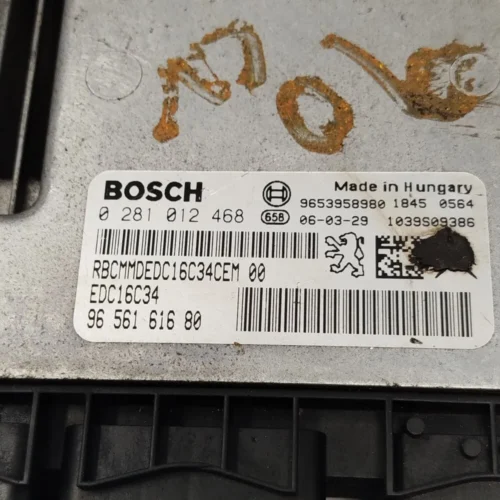 BOSCH
Made in Hungary
9653958980 1845 0564
0 281 012 468
658
06-03-29
1039S09386
RBCMMDEDC16C34CEM 00
EDC16C34
96 561 616 80